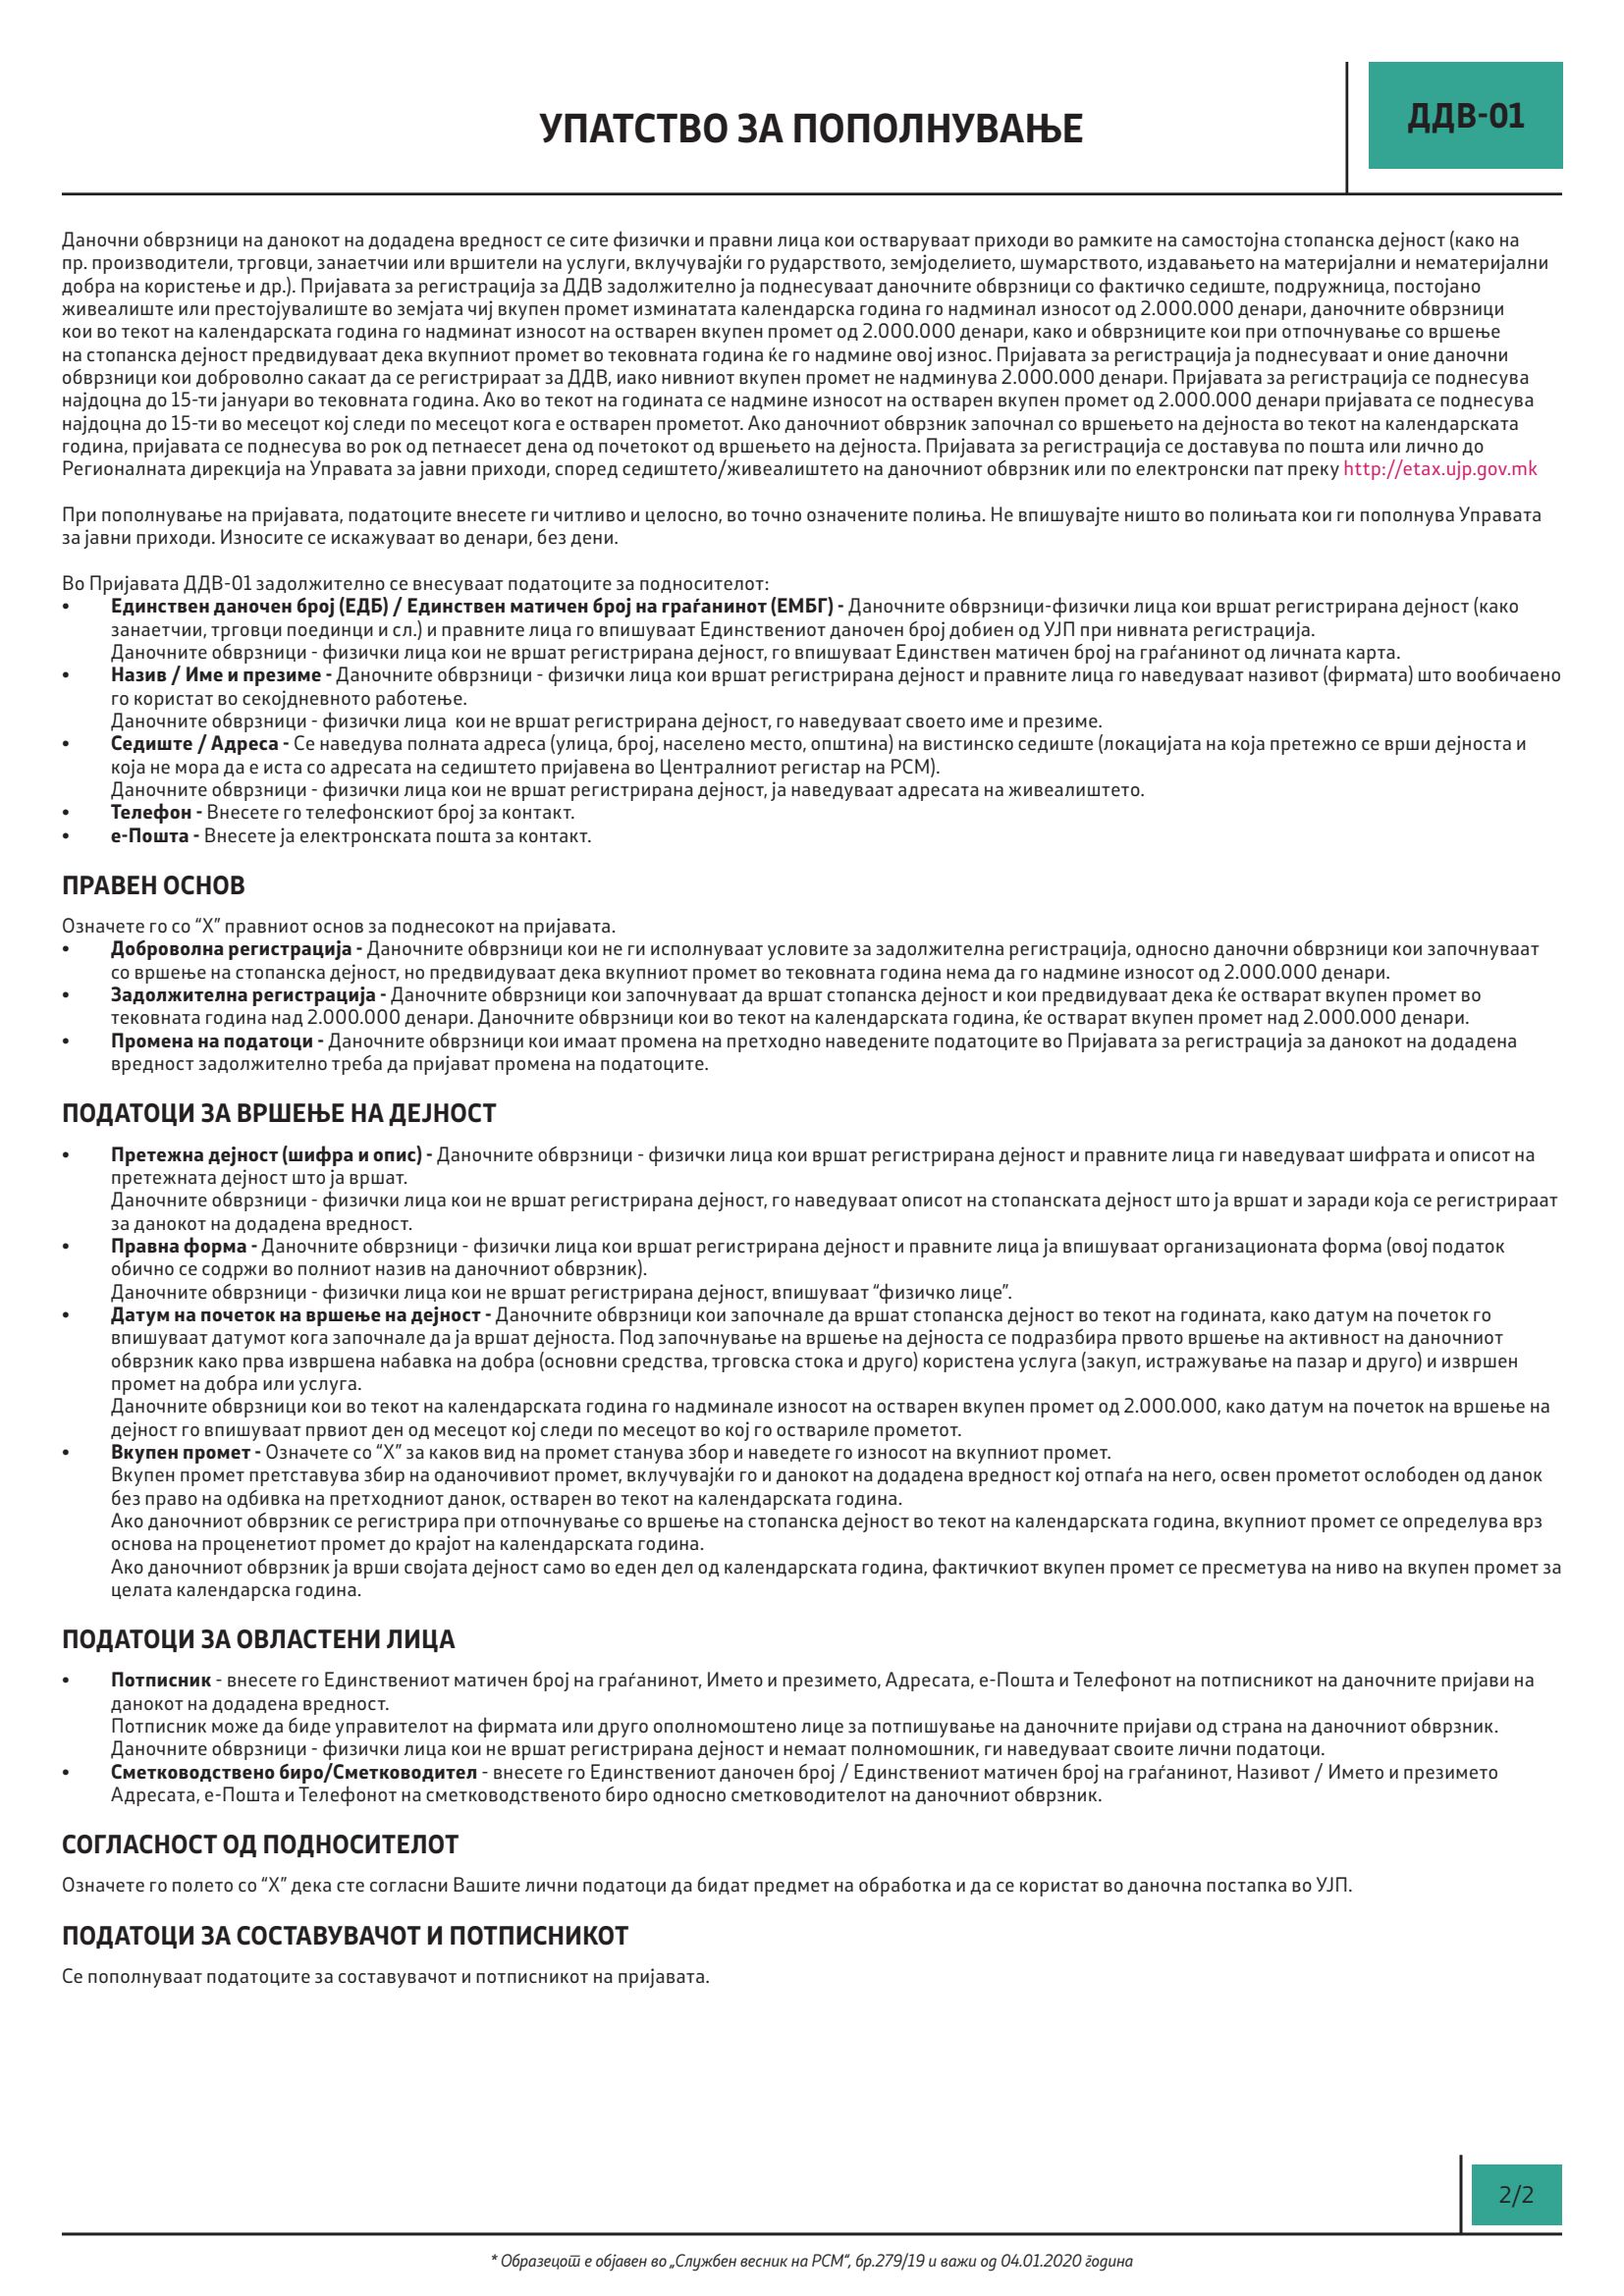 УПАТСТВО ЗА ПОПОЛНУВАЊЕ
ДДВ-01
Даночни обврзници на данокот на додадена вредност се сите физички и правни лица кои остваруваат приходи во рамките на самостојна стопанска дејност (како на
пр. производители, трговци, занаетчии или вршители на услуги, вклучувајќи го рударството, земјоделието, шумарството, издавањето на материјални и нематеријални
добра на користење и др.). Пријавата за регистрација за ДДВ задолжително ја поднесуваат даночните обврзници со фактичко седиште, подружница, постојано
живеалиште или престојувалиште во земјата чиј вкупен промет изминатата календарска година го надминал износот од 2.000.000 денари, даночните обврзници
кои во текот на календарската година го надминат износот на остварен вкупен промет од 2.000.000 денари, како и обврзниците кои при отпочнување со вршење
на стопанска дејност предвидуваат дека вкупниот промет во тековната година ќе го надмине овој износ. Пријавата за регистрација ја поднесуваат и оние даночни
обврзници кои доброволно сакаат да се регистрираат за ДДВ, иако нивниот вкупен промет не надминува 2.000.000 денари. Пријавата за регистрација се поднесува
најдоцна до 15-ти јануари во тековната година. Ако во текот на годината се надмине износот на остварен вкупен промет од 2.000.000 денари пријавата се поднесува
најдоцна до 15-ти во месецот кој следи по месецот кога е остварен прометот. Ако даночниот обврзник започнал со вршењето на дејноста во текот на календарската
година, пријавата се поднесува во рок од петнаесет дена од почетокот од вршењето на дејноста. Пријавата за регистрација се доставува по пошта или лично до
Регионалната дирекција на Управата за јавни приходи, според седиштето/живеалиштето на даночниот обврзник или по електронски пат преку http://etax.ujp.gov.mk
При пополнување на пријавата, податоците внесете ги читливо и целосно, во точно означените полиња. Не впишувајте ништо во полињата кои ги пополнува Управата
за јавни приходи. Износите се искажуваат во денари, без дени.
Во Пријавата ДДВ-01 задолжително се внесуваат податоците за подносителот:
• Единствен даночен број (ЕДБ) / Единствен матичен број на граѓанинот (ЕМБГ) - Даночните обврзници-физички лица кои вршат регистрирана дејност (како
занаетчии, трговци поединци и сл.) и правните лица го впишуваат Единствениот даночен број добиен од УЈП при нивната регистрација.
Даночните обврзници - физички лица кои не вршат регистрирана дејност, го впишуваат Единствен матичен број на граѓанинот од личната карта.
• Назив / Име и презиме - Даночните обврзници - физички лица кои вршат регистрирана дејност и правните лица го наведуваат називот (фирмата) што вообичаено
го користат во секојдневното работење.
Даночните обврзници - физички лица кои не вршат регистрирана дејност, го наведуваат своето име и презиме.
• Седиште / Адреса - Се наведува полната адреса (улица, број, населено место, општина) на вистинско седиште (локацијата на која претежно се врши дејноста и
која не мора да е иста со адресата на седиштето пријавена во Централниот регистар на РСМ).
Даночните обврзници - физички лица кои не вршат регистрирана дејност, ја наведуваат адресата на живеалиштето.
• Телефон - Внесете го телефонскиот број за контакт.
• е-Пошта - Внесете ја електронската пошта за контакт.
ПРАВЕН ОСНОВ
Означете го со “Х” правниот основ за поднесокот на пријавата.
• Доброволна регистрација - Даночните обврзници кои не ги исполнуваат условите за задолжителна регистрација, односно даночни обврзници кои започнуваат
со вршење на стопанска дејност, но предвидуваат дека вкупниот промет во тековната година нема да го надмине износот од 2.000.000 денари.
• Задолжителна регистрација - Даночните обврзници кои започнуваат да вршат стопанска дејност и кои предвидуваат дека ќе остварат вкупен промет во
тековната година над 2.000.000 денари. Даночните обврзници кои во текот на календарската година, ќе остварат вкупен промет над 2.000.000 денари.
• Промена на податоци - Даночните обврзници кои имаат промена на претходно наведените податоците во Пријавата за регистрација за данокот на додадена
вредност задолжително треба да пријават промена на податоците.
ПОДАТОЦИ ЗА ВРШЕЊЕ НА ДЕЈНОСТ
• Претежна дејност (шифра и опис) - Даночните обврзници - физички лица кои вршат регистрирана дејност и правните лица ги наведуваат шифрата и описот на
претежната дејност што ја вршат.
Даночните обврзници - физички лица кои не вршат регистрирана дејност, го наведуваат описот на стопанската дејност што ја вршат и заради која се регистрираат
за данокот на додадена вредност.
• Правна форма - Даночните обврзници - физички лица кои вршат регистрирана дејност и правните лица ја впишуваат организационата форма (овој податок
обично се содржи во полниот назив на даночниот обврзник).
Даночните обврзници - физички лица кои не вршат регистрирана дејност, впишуваат “физичко лице”.
• Датум на почеток на вршење на дејност - Даночните обврзници кои започнале да вршат стопанска дејност во текот на годината, како датум на почеток го
впишуваат датумот кога започнале да ја вршат дејноста. Под започнување на вршење на дејноста се подразбира првото вршење на активност на даночниот
обврзник како прва извршена набавка на добра (основни средства, трговска стока и друго) користена услуга (закуп, истражување на пазар и друго) и извршен
промет на добра или услуга.
Даночните обврзници кои во текот на календарската година го надминале износот на остварен вкупен промет од 2.000.000, како датум на почеток на вршење на
дејност го впишуваат првиот ден од месецот кој следи по месецот во кој го оствариле прометот.
• Вкупен промет - Означете со “Х” за каков вид на промет станува збор и наведете го износот на вкупниот промет.
Вкупен промет претставува збир на оданочивиот промет, вклучувајќи го и данокот на додадена вредност кој отпаѓа на него, освен прометот ослободен од данок
без право на одбивка на претходниот данок, остварен во текот на календарската година.
Ако даночниот обврзник се регистрира при отпочнување со вршење на стопанска дејност во текот на календарската година, вкупниот промет се определува врз
основа на проценетиот промет до крајот на календарската година.
Ако даночниот обврзник ја врши својата дејност само во еден дел од календарската година, фактичкиот вкупен промет се пресметува на ниво на вкупен промет за
целата календарска година.
ПОДАТОЦИ ЗА ОВЛАСТЕНИ ЛИЦА
• Потписник - внесете го Единствениот матичен број на граѓанинот, Името и презимето, Адресата, е-Пошта и Телефонот на потписникот на даночните пријави на
данокот на додадена вредност.
Потписник може да биде управителот на фирмата или друго ополномоштено лице за потпишување на даночните пријави од страна на даночниот обврзник.
Даночните обврзници - физички лица кои не вршат регистрирана дејност и немаат полномошник, ги наведуваат своите лични податоци.
• Сметководствено биро/Сметководител - внесете го Единствениот даночен број / Единствениот матичен број на граѓанинот, Називот / Името и презимето
Адресата, е-Пошта и Телефонот на сметководственото биро односно сметководителот на даночниот обврзник.
СОГЛАСНОСТ ОД ПОДНОСИТЕЛОТ
Означете го полето со “Х” дека сте согласни Вашите лични податоци да бидат предмет на обработка и да се користат во даночна постапка во УЈП.
ПОДАТОЦИ ЗА СОСТАВУВАЧОТ И ПОТПИСНИКОТ
Се пополнуваат податоците за составувачот и потписникот на пријавата.
2/2
* Образецот е објавен во „Службен весник на РСМ“, бр.279/19 и важи од 04.01.2020 година